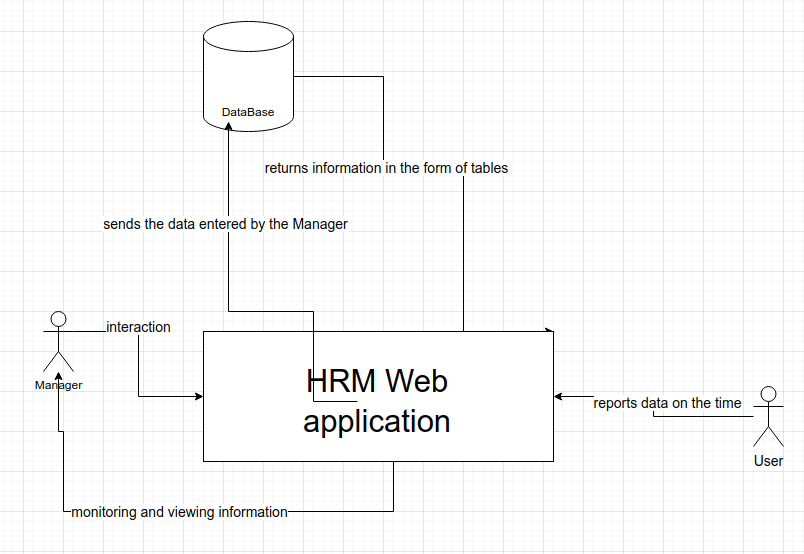 DataBase
returns information in the form of tables
sends the data entered by the Manager
interaction
Manager
HRM Web
application
reports data on the time
User
monitoring and viewing information